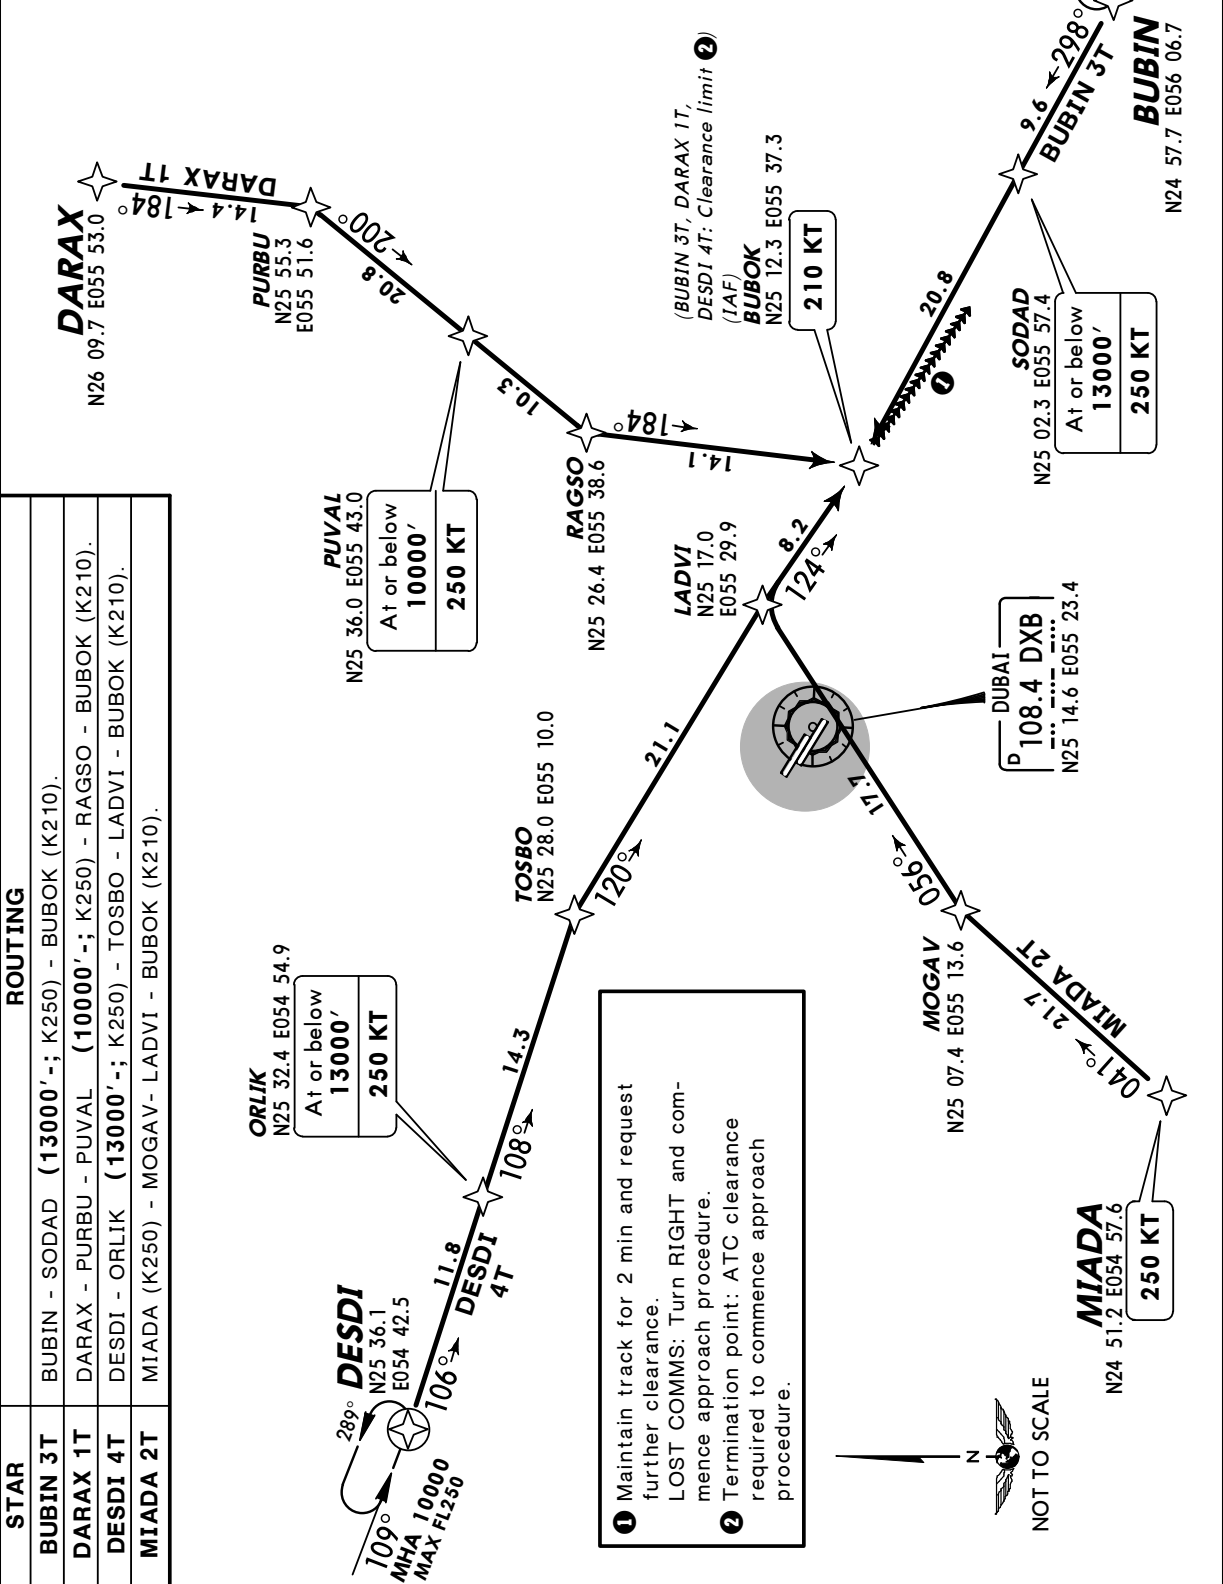 STAR ROUTING
BUBIN 3T BUBIN - SODAD (13000'-; K250) - BUBOK (K210).
DARAX 1T DARAX - PURBU - PUVAL (10000'-; K250) - RAGSO - BUBOK (K210).
DESDI 4T DESDI - ORLIK (13000'-; K250) - TOSBO - LADVI - BUBOK (K210).
MIADA 2T MIADA (K250) - MOGAV- LADVI - BUBOK (K210).
DARAX
N26 09.7 E055 53.0
184°
14.4
DARAX 1T
PURBU
N25 55.3
E055 51.6
200°
20.8
PUVAL
N25 36.0 E055 43.0
At or below
10000'
250 KT
10.3
RAGSO
N25 26.4 E055 38.6
184°
14.1
DESDI
N25 36.1
E054 42.5
289°
109°
MHA 10000
MAX FL250
106°
11.8
DESDI
4T
ORLIK
N25 32.4 E054 54.9
At or below
13000'
250 KT
108°
14.3
TOSBO
N25 28.0 E055 10.0
120°
21.1
LADVI
N25 17.0
E055 29.9
124°
8.2
(BUBIN 3T, DARAX 1T,
DESDI 4T: Clearance limit 2)
(IAF)
BUBOK
N25 12.3 E055 37.3
210 KT
1
20.8
SODAD
N25 02.3 E055 57.4
At or below
13000'
250 KT
9.6
298°
BUBIN 3T
BUBIN
N24 57.7 E056 06.7
DUBAI
D 108.4 DXB
N25 14.6 E055 23.4
17.7
056°
MOGAV
N25 07.4 E055 13.6
21.7
MIADA 2T
041°
MIADA
N24 51.2 E054 57.6
250 KT
1 Maintain track for 2 min and request
further clearance.
LOST COMMS: Turn RIGHT and com-
mence approach procedure.
2 Termination point: ATC clearance
required to commence approach
procedure.
N
NOT TO SCALE